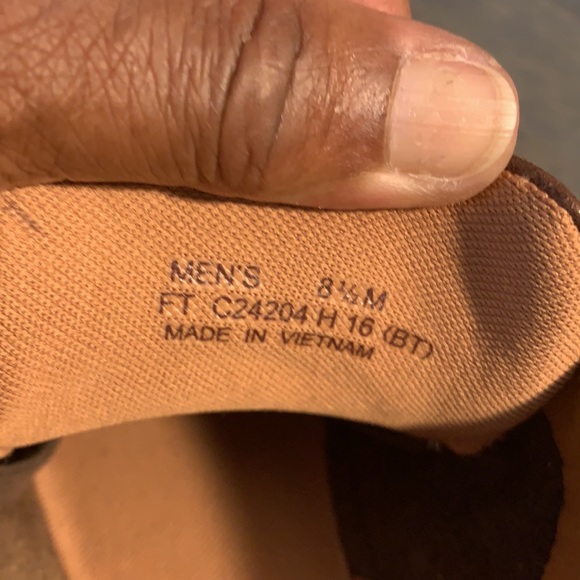 MEN'S 8½M
FT C24204 H 16 (BT)
MADE IN VIETNAM